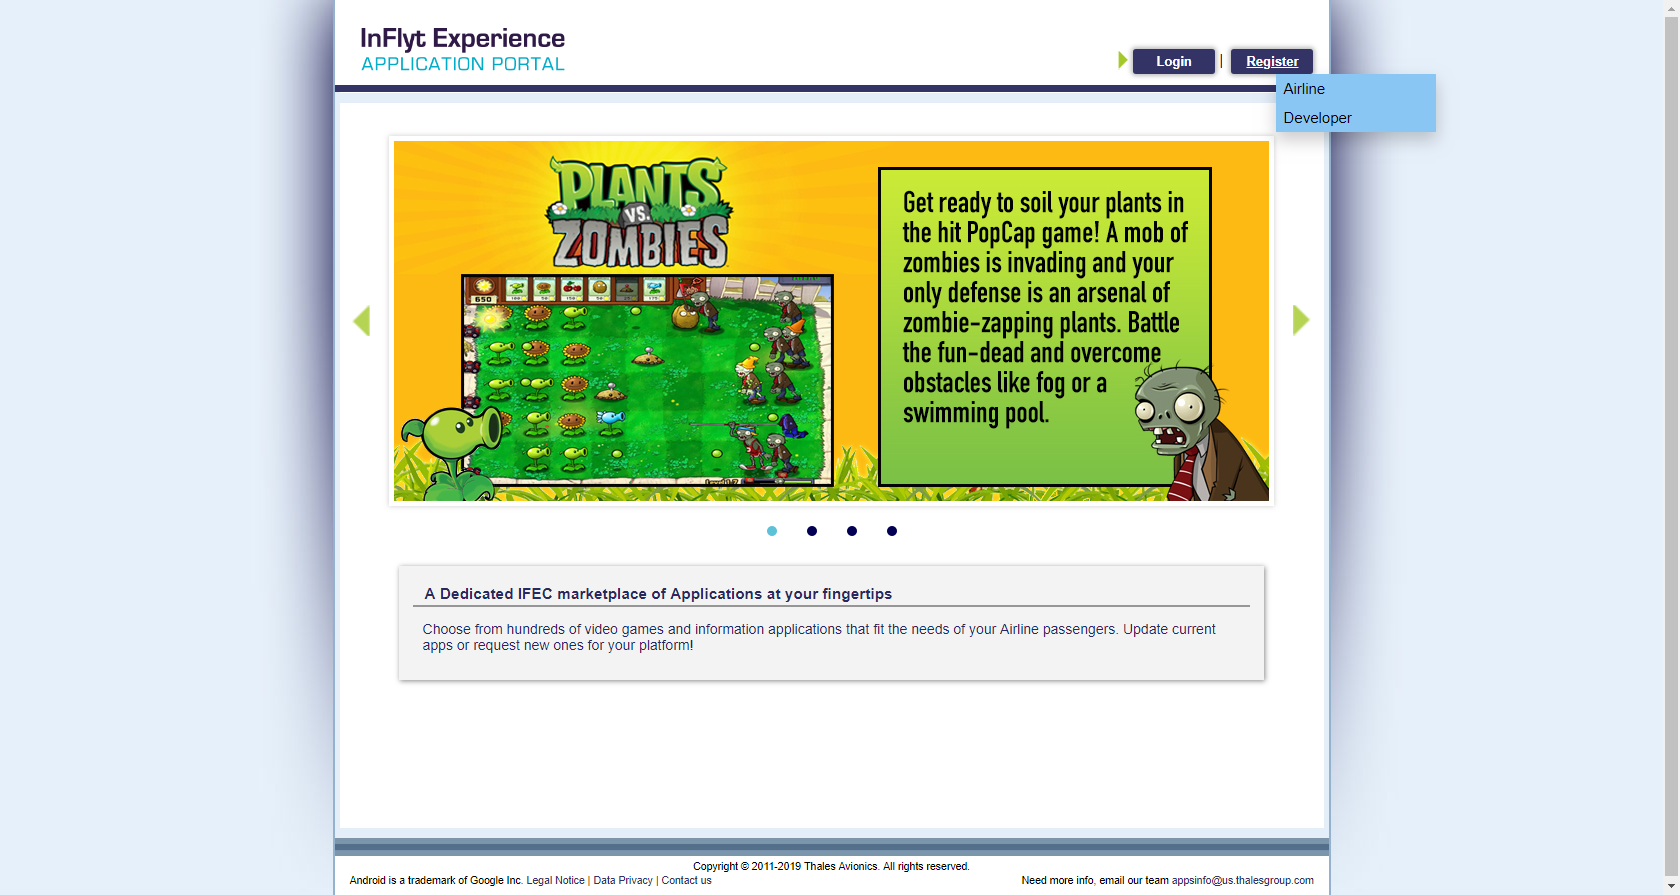 InFlyt Experience
APPLICATION PORTAL
Login | Register
Airline
Developer
PLANTS
VS.
ZOMBIES
650
Get ready to soil your plants in
the hit PopCap game! A mob of
zombies is invading and your
only defense is an arsenal of
zombie-zapping plants. Battle
the fun-dead and overcome
obstacles like fog or a
swimming pool.
A Dedicated IFEC marketplace of Applications at your fingertips
Choose from hundreds of video games and information applications that fit the needs of your Airline passengers. Update current
apps or request new ones for your platform!
Copyright © 2011-2019 Thales Avionics. All rights reserved.
Android is a trademark of Google Inc. Legal Notice | Data Privacy | Contact us
Need more info, email our team appsinfo@us.thalesgroup.com